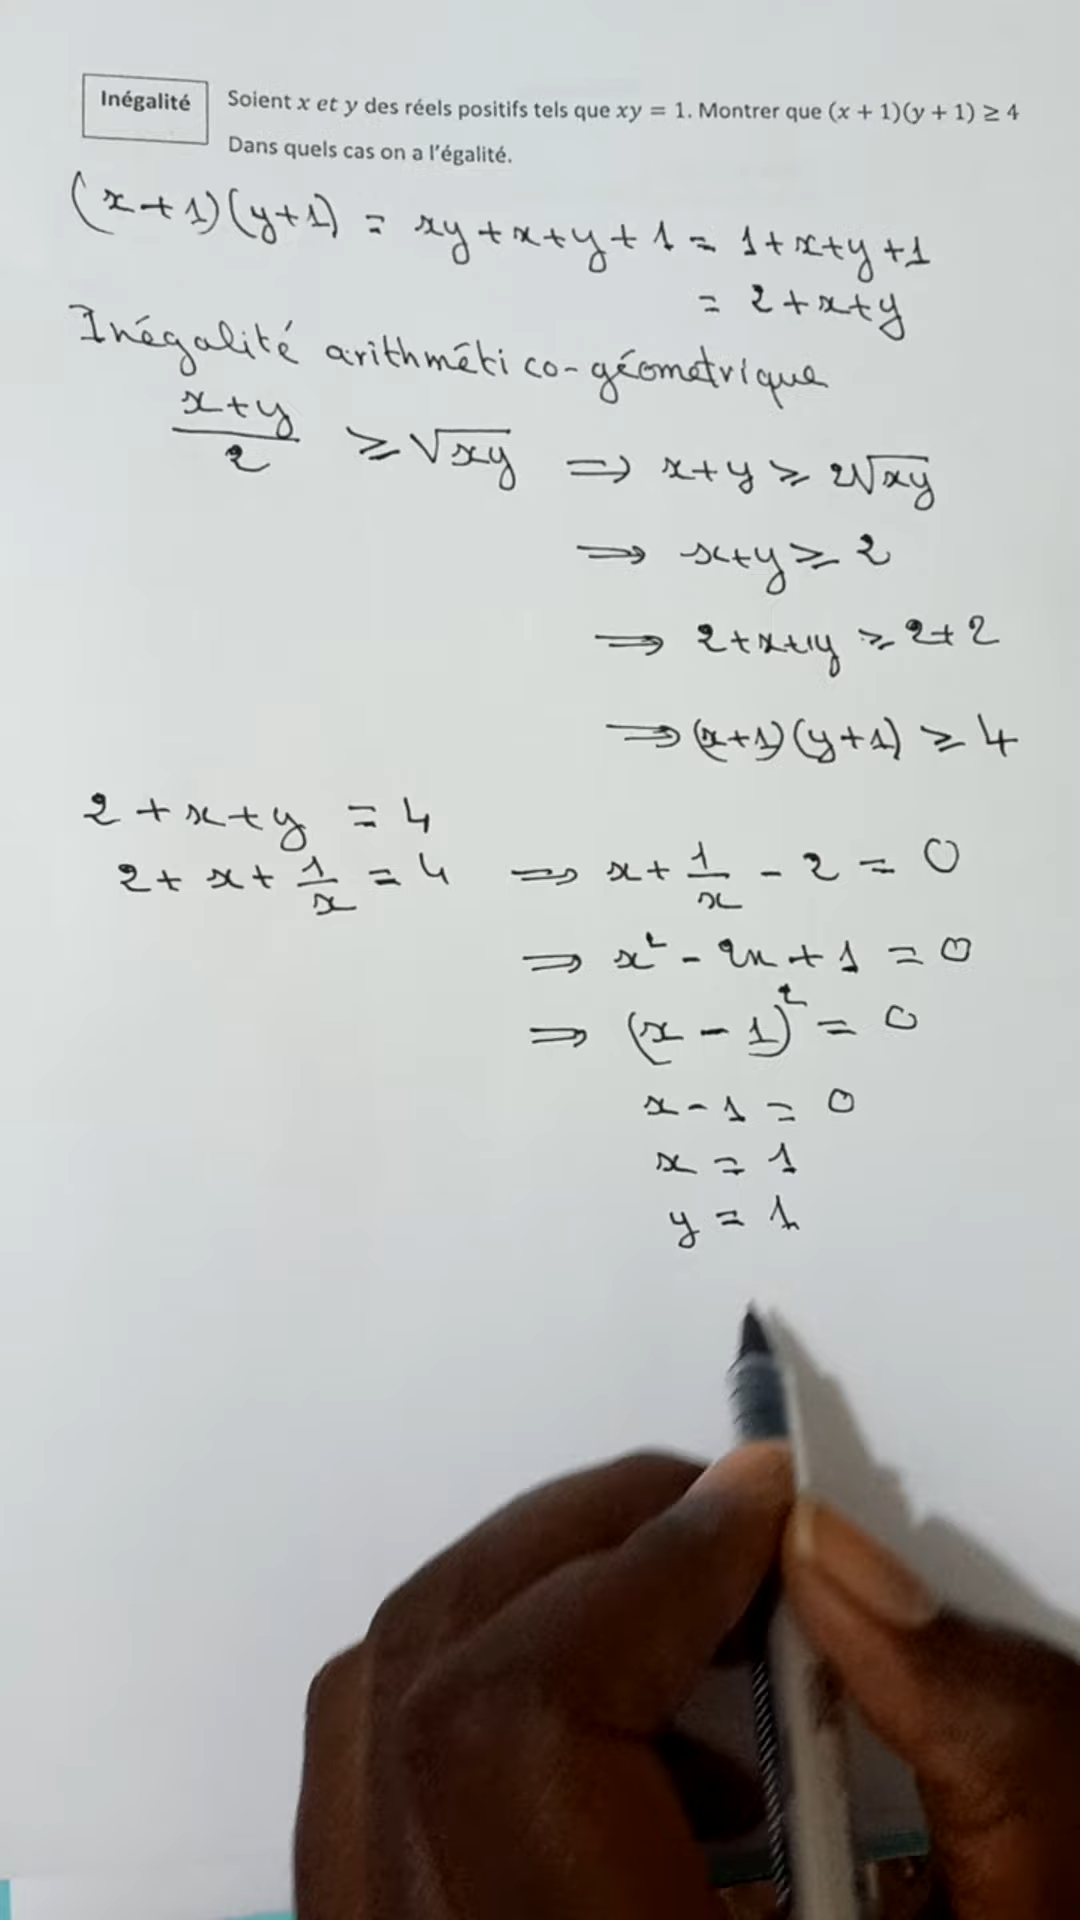 Inégalité
Soient x et y des réels positifs tels que xy = 1. Montrer que (x + 1)(y + 1) ≥ 4
Dans quels cas on a l'égalité.
(x+1)(y+1) = xy+x+y+1 = 1+x+y+1
= 2+x+y
Inégalité arithmético-géométrique
(x+y)/2 ≥ √xy ⟹ x+y ≥ 2√xy
⟹ x+y ≥ 2
⟹ 2+x+y ≥ 2+2
⟹ (x+1)(y+1) ≥ 4
2+x+y = 4
2+x+1/x = 4 ⟹ x+1/x - 2 = 0
⟹ x² - 2x + 1 = 0
⟹ (x - 1)² = 0
x - 1 = 0
x = 1
y = 1